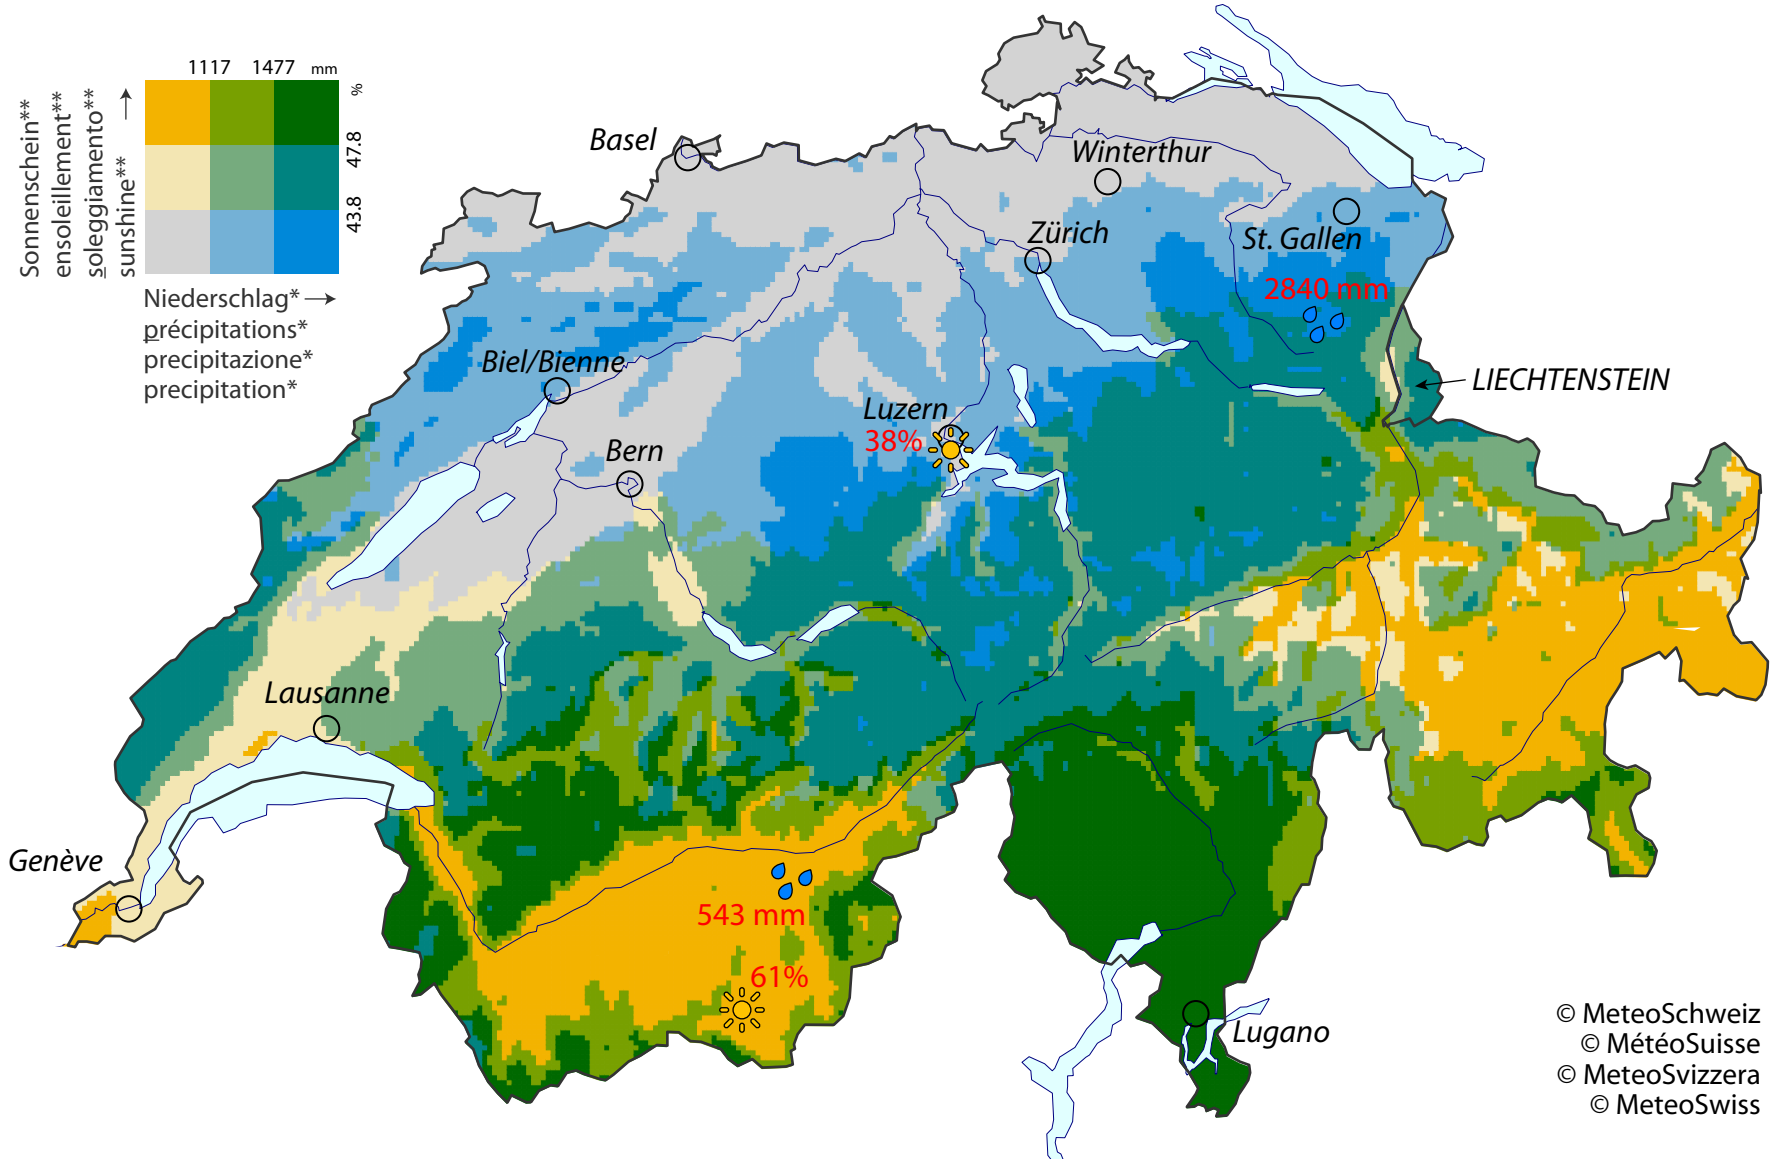 1117 1477 mm
%
47.8
43.8
Sonnenschein**
ensoleillement**
soleggiamento**
sunshine**
Niederschlag*
précipitations*
precipitazione*
precipitation*
Basel
Winterthur
Zürich
St. Gallen
2840 mm
Biel/Bienne
LIECHTENSTEIN
Luzern
38%
Bern
Lausanne
Genève
543 mm
61%
Lugano
© MeteoSchweiz
© MétéoSuisse
© MeteoSvizzera
© MeteoSwiss